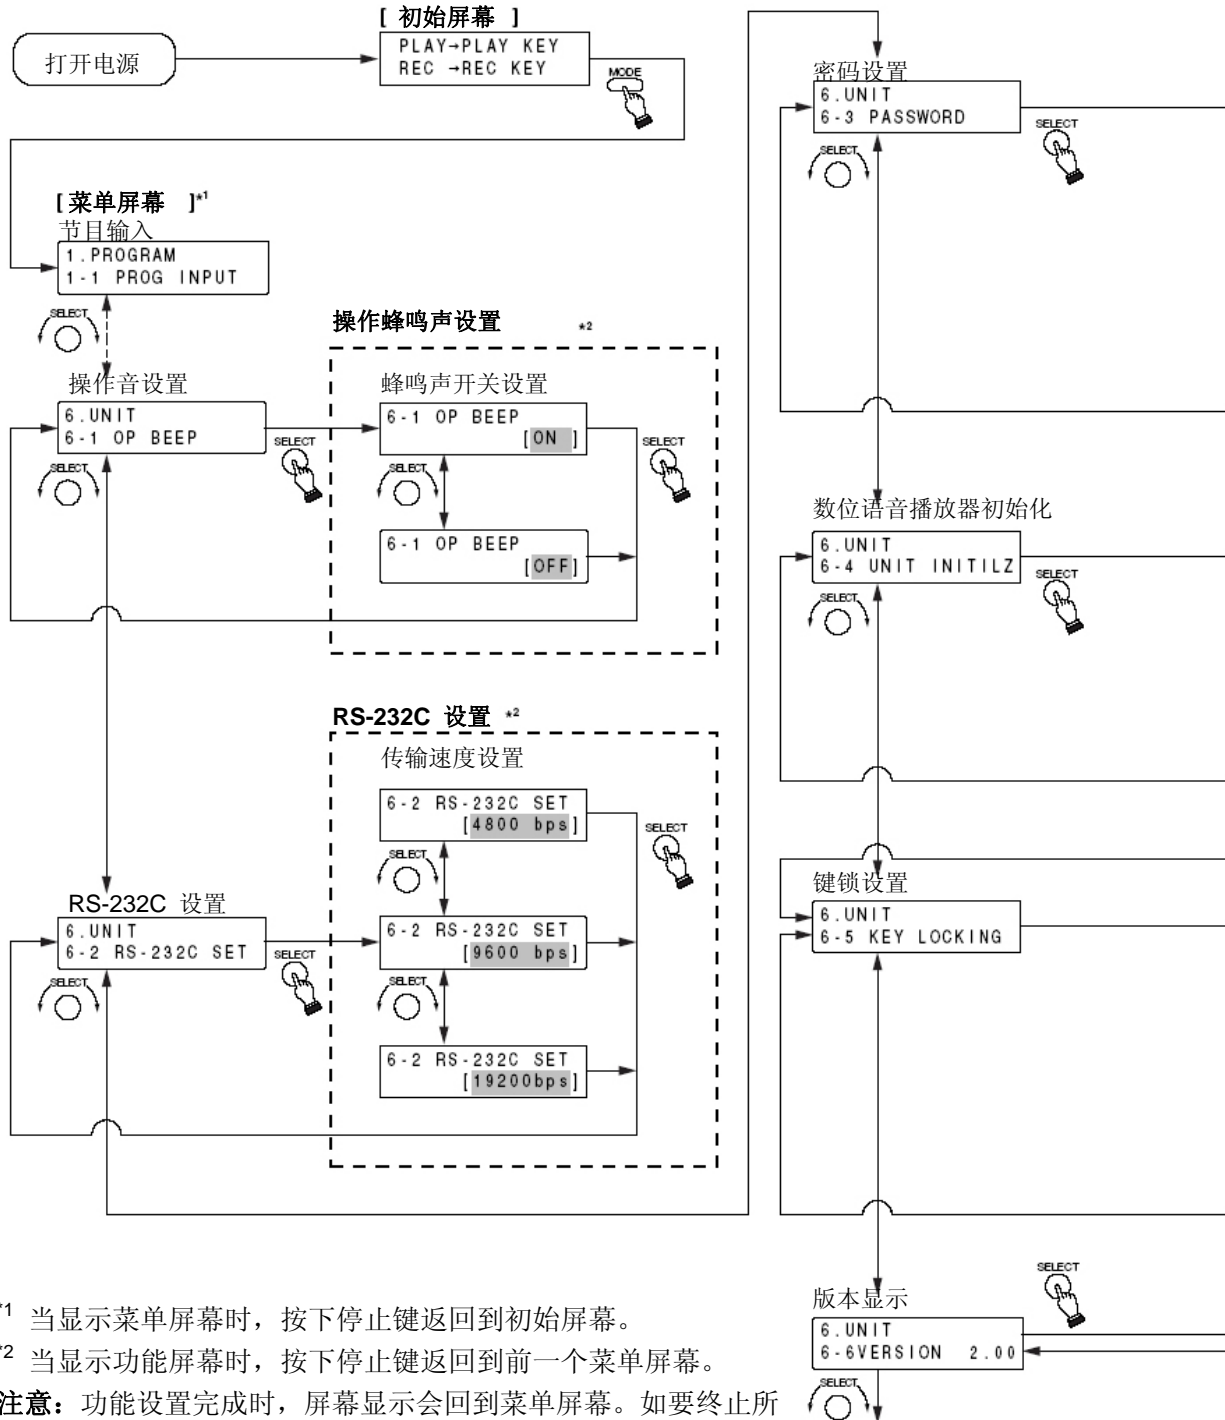 [ 初始屏幕 ]
打开电源
PLAY→PLAY KEY
REC →REC KEY
MODE
[ 菜单屏幕 ]*1
节目输入
1.PROGRAM
1-1 PROG INPUT
SELECT
操作音设置
6.UNIT
6-1 OP BEEP
SELECT
SELECT
操作蜂鸣声设置 *2
蜂鸣声开关设置
6-1 OP BEEP
[ON ]
SELECT
SELECT
6-1 OP BEEP
[OFF]
RS-232C 设置 *2
传输速度设置
6-2 RS-232C SET
[4800 bps]
SELECT
SELECT
6-2 RS-232C SET
[9600 bps]
SELECT
6-2 RS-232C SET
[19200bps]
RS-232C 设置
6.UNIT
6-2 RS-232C SET
SELECT
SELECT
密码设置
6.UNIT
6-3 PASSWORD
SELECT
SELECT
数位语音播放器初始化
6.UNIT
6-4 UNIT INITILZ
SELECT
SELECT
键锁设置
6.UNIT
6-5 KEY LOCKING
SELECT
版本显示
6.UNIT
6-6VERSION 2.00
SELECT
*1 当显示菜单屏幕时，按下停止键返回到初始屏幕。
*2 当显示功能屏幕时，按下停止键返回到前一个菜单屏幕。
注意：功能设置完成时，屏幕显示会回到菜单屏幕。如要终止所